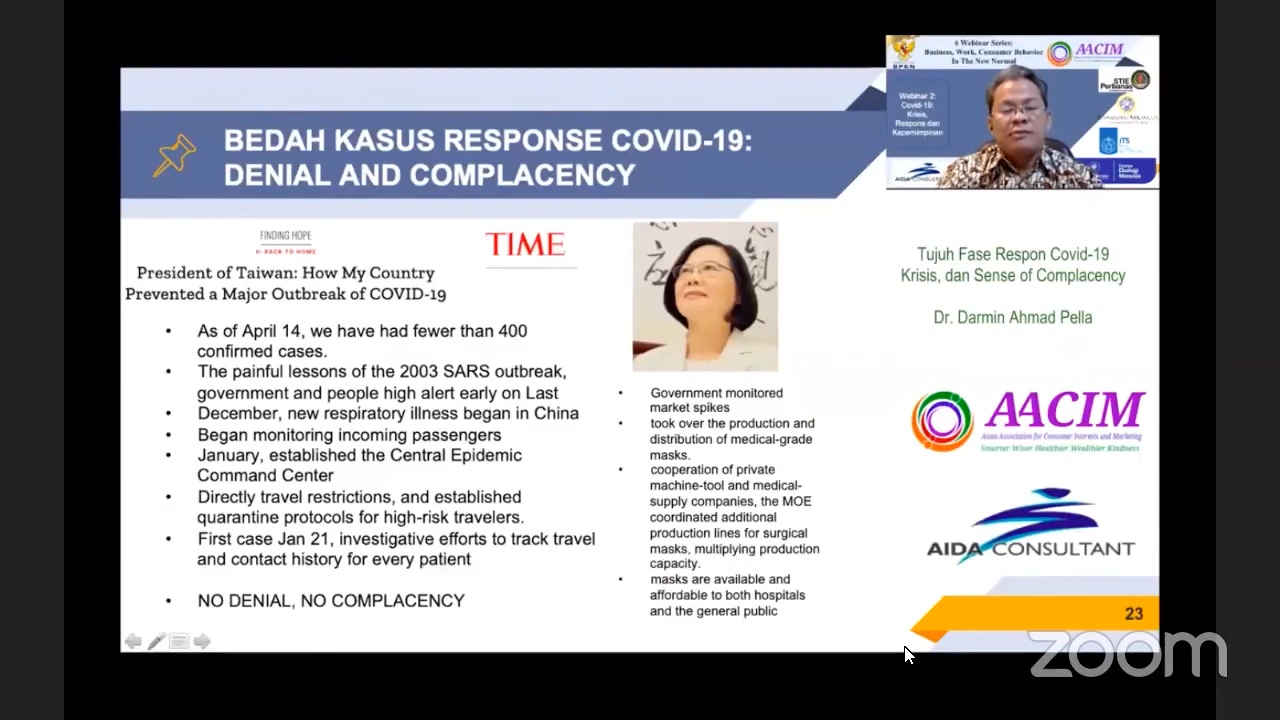 6 Webinar Series:
Business, Work, Consumer Behavior
In The New Normal
AACIM
BPKN
Webinar 2:
Covid-19:
Krisis,
Respons dan
Kepemimpinan
STIE
Pertianas
ITS
AIDA CONSULT
BEDAH KASUS RESPONSE COVID-19:
DENIAL AND COMPLACENCY
FINDING HOPE
BACK TO HOME
TIME
President of Taiwan: How My Country
Prevented a Major Outbreak of COVID-19
• As of April 14, we have had fewer than 400
confirmed cases.
• The painful lessons of the 2003 SARS outbreak,
government and people high alert early on Last
• December, new respiratory illness began in China
• Began monitoring incoming passengers
• January, established the Central Epidemic
Command Center
• Directly travel restrictions, and established
quarantine protocols for high-risk travelers.
• First case Jan 21, investigative efforts to track travel
and contact history for every patient
• NO DENIAL, NO COMPLACENCY
• Government monitored
market spikes
• took over the production and
distribution of medical-grade
masks.
• cooperation of private
machine-tool and medical-
supply companies, the MOE
coordinated additional
production lines for surgical
masks, multiplying production
capacity.
• masks are available and
affordable to both hospitals
and the general public
Tujuh Fase Respon Covid-19
Krisis, dan Sense of Complacency
Dr. Darmin Ahmad Pella
AACIM
Asian Association for Consumer Interests and Marketing
Smarter Wiser Healthier Wealthier Kindness
AIDA CONSULTANT
23
zoom